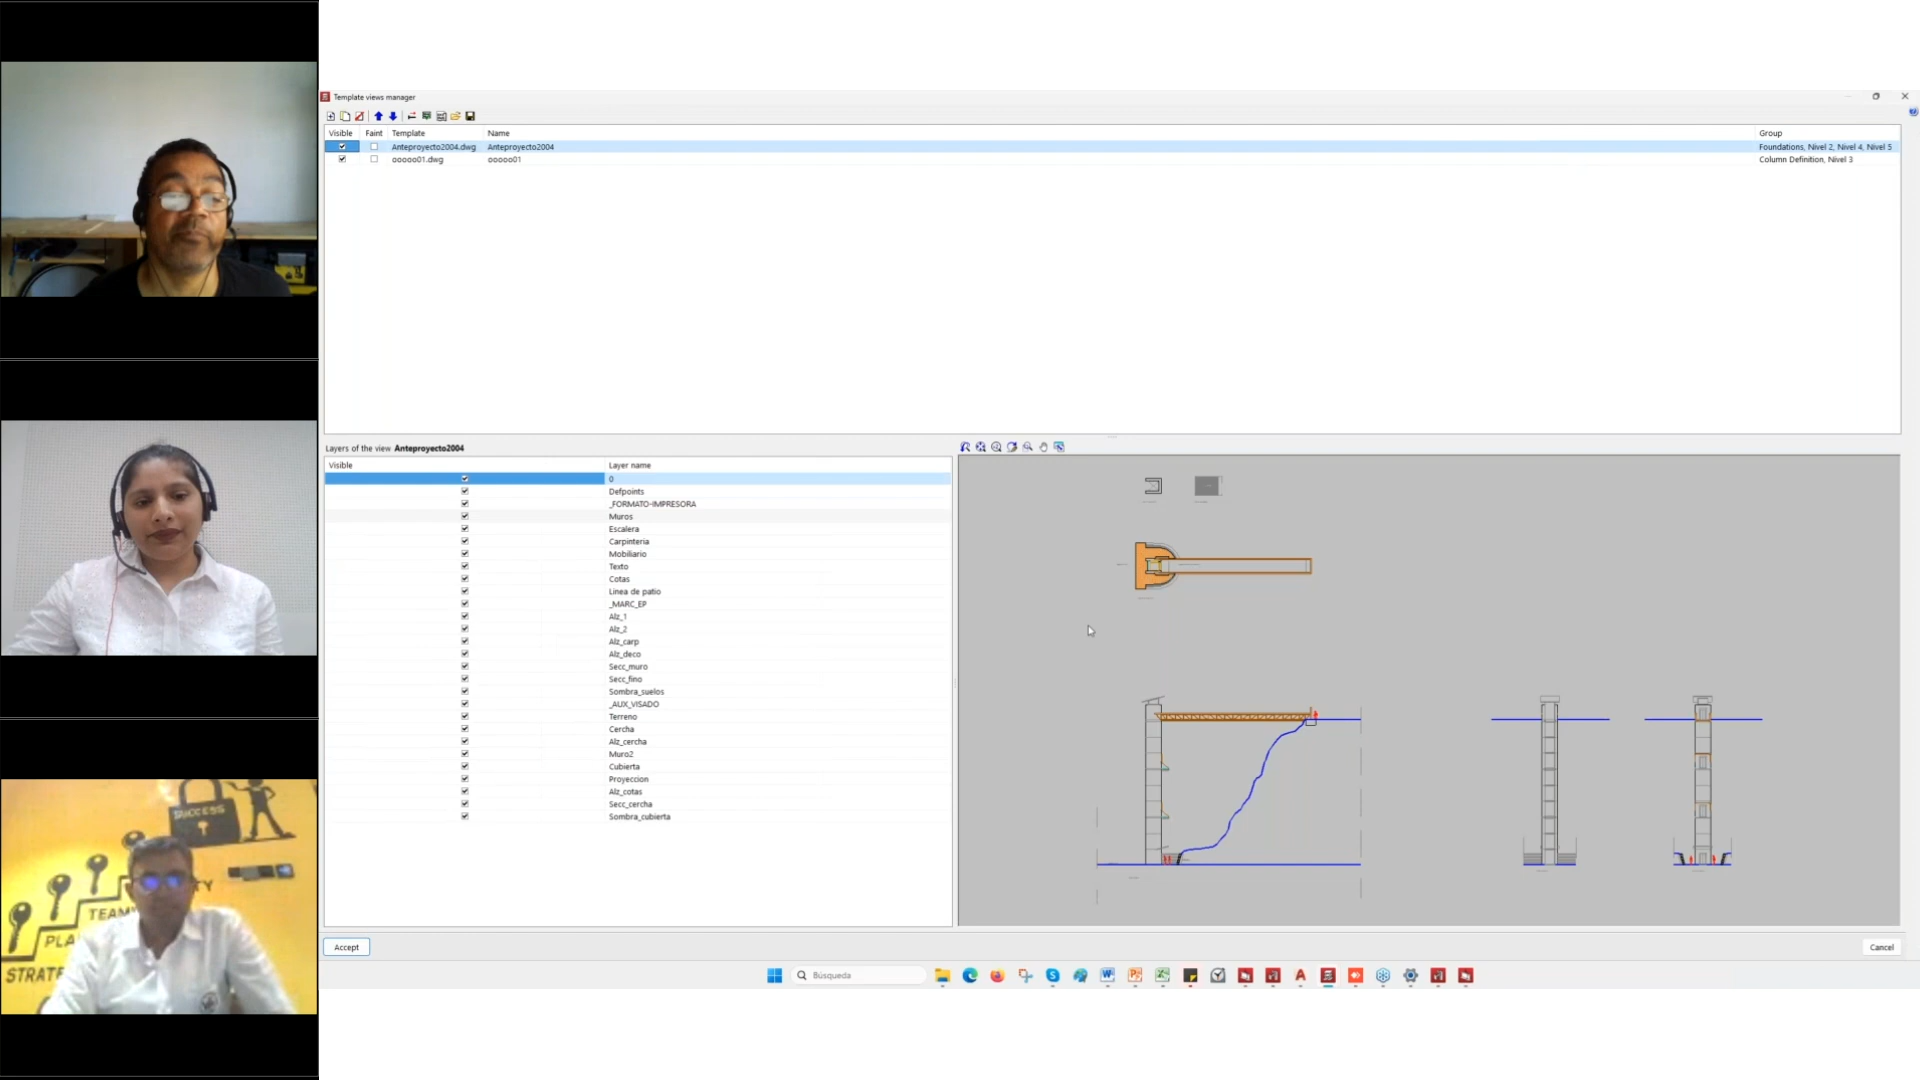 Template views manager
Visible Faint Template Name Group
Anteproyecto2004.dwg Anteproyecto2004 Foundations, Nivel 2, Nivel 4, Nivel 5
ooooo01.dwg ooooo01 Column Definition, Nivel 3
Layers of the view Anteproyecto2004
Visible Layer name
0
Defpoints
_FORMATO-IMPRESORA
Muros
Escalera
Carpinteria
Mobiliario
Texto
Cotas
Linea de patio
_MARC_EP
Alz_1
Alz_2
Alz_carp
Alz_deco
Secc_muro
Secc_fino
Sombra_suelos
_AUX_VISADO
Terreno
Cercha
Alz_cercha
Muro2
Cubierta
Proyeccion
Alz_cotas
Secc_cercha
Sombra_cubierta
Accept Cancel
Búsqueda
SUCCESS
TEAM
PLA
STRATE